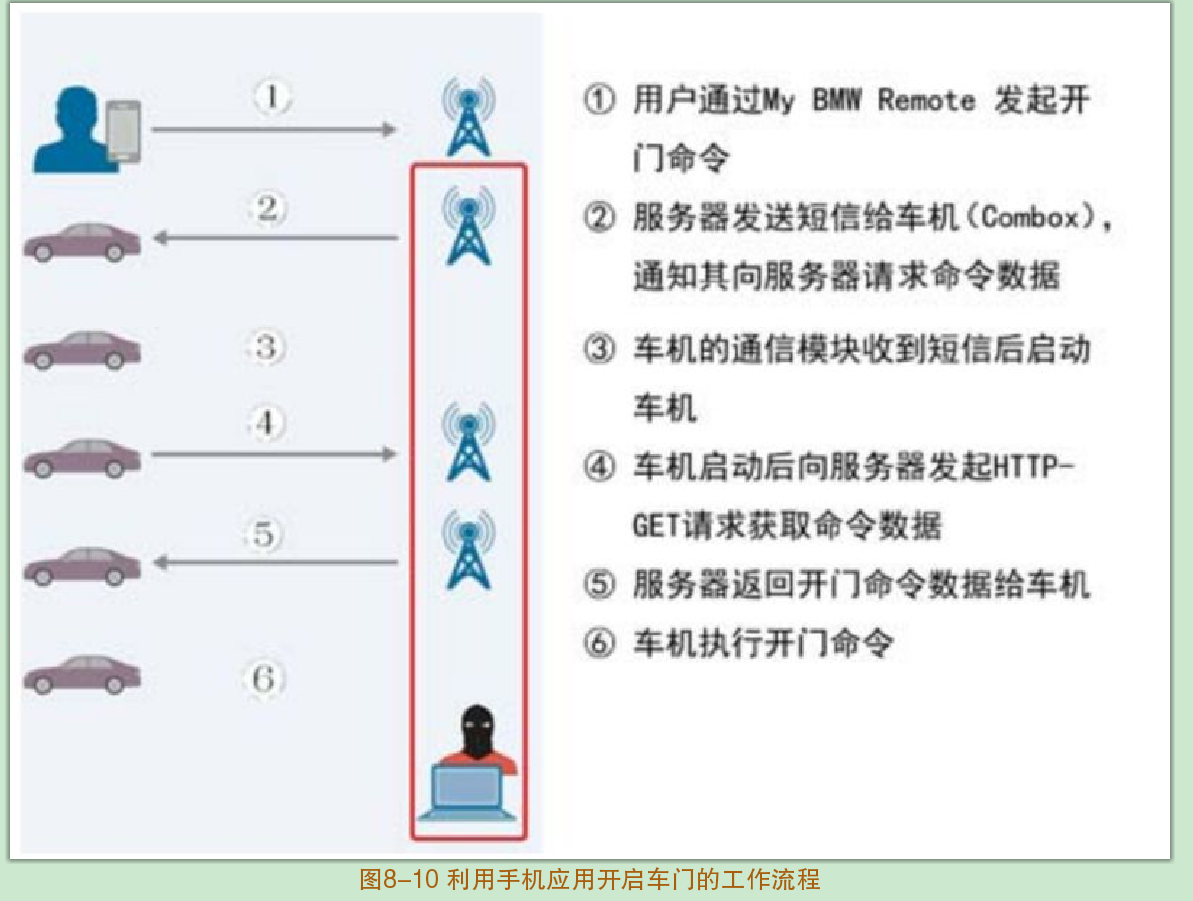 ①
②
③
④
⑤
⑥
① 用户通过My BMW Remote 发起开
门命令
② 服务器发送短信给车机(Combox),
通知其向服务器请求命令数据
③ 车机的通信模块收到短信后启动
车机
④ 车机启动后向服务器发起HTTP-
GET请求获取命令数据
⑤ 服务器返回开门命令数据给车机
⑥ 车机执行开门命令
图8-10 利用手机应用开启车门的工作流程